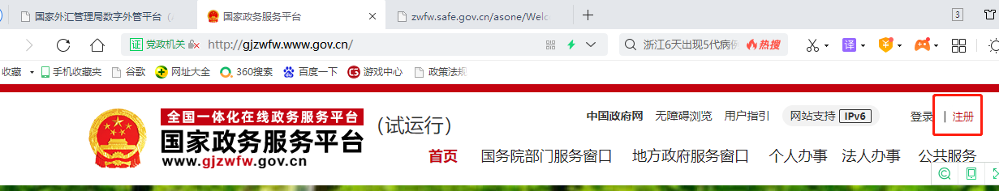 国家外汇管理局数字外管平台（
国家政务服务平台
zwfw.safe.gov.cn/asone/Welc
3
证 党政机关 http://gjzwfw.www.gov.cn/
浙江6天出现5代病例 热搜
译
收藏 手机收藏夹 谷歌 网址大全 360搜索 百度一下 游戏中心 政策法规
全国一体化在线政务服务平台
国家政务服务平台
www.gjzwfw.gov.cn
（试运行）
中国政府网 无障碍浏览 用户指引 网站支持 IPv6 登录 | 注册
首页 国务院部门服务窗口 地方政府服务窗口 个人办事 法人办事 公共服务